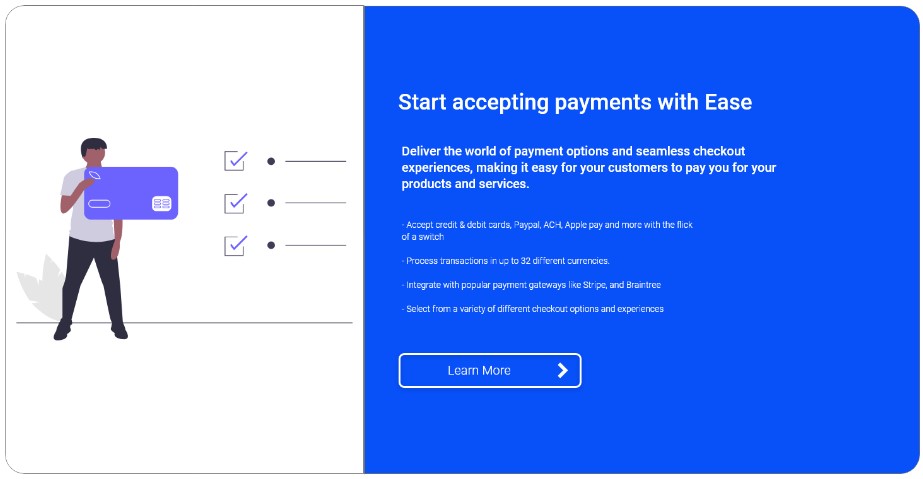 Start accepting payments with Ease
Deliver the world of payment options and seamless checkout
experiences, making it easy for your customers to pay you for your
products and services.
· Accept credit & debit cards, Paypal, ACH, Apple pay and more with the flick
of a switch
· Process transactions in up to 32 different currencies.
· Integrate with popular payment gateways like Stripe, and Braintree
· Select from a variety of different checkout options and experiences
Learn More